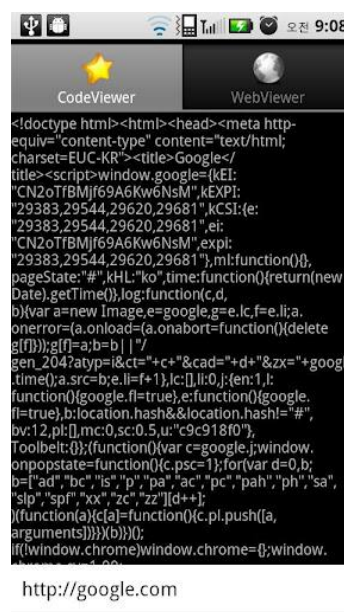 오전 9:08
CodeViewer
WebViewer
<!doctype html><html><head><meta http-
equiv="content-type" content="text/html;
charset=EUC-KR"><title>Google</
title><script>window.google={kEI:
"CN2oTfBMjf69A6Kw6NsM",kEXPI:
"29383,29544,29620,29681",kCSI:{e:
"29383,29544,29620,29681",ei:
"CN2oTfBMjf69A6Kw6NsM",expi:
"29383,29544,29620,29681"},ml:function(){},
pageState:"#",kHL:"ko",time:function(){return(new
Date).getTime()},log:function(c,d,
b){var a=new Image,e=google,g=e.lc,f=e.li;a.
onerror=(a.onload=(a.onabort=function(){delete
g[f]}));g[f]=a;b=b||"/
gen_204?atyp=i&ct="+c+"&cad="+d+"&zx="+googl
.time();a.src=b;e.li=f+1},lc:[],li:0,j:{en:1,l:
function(){google.fl=true},e:function(){google.
fl=true},b:location.hash&&location.hash!="#",
bv:12,pl:[],mc:0,sc:0.5,u:"c9c918f0"},
Toolbelt:{}};(function(){var c=google.j;window.
onpopstate=function(){c.psc=1};for(var d=0,b;
b=["ad","bc","is","p","pa","ac","pc","pah","ph","sa",
"slp","spf","xx","zc","zz"][d++];
)(function(a){c[a]=function(){c.pl.push([a,
arguments])}})(b)})();
if(!window.chrome)window.chrome={};window.
http://google.com